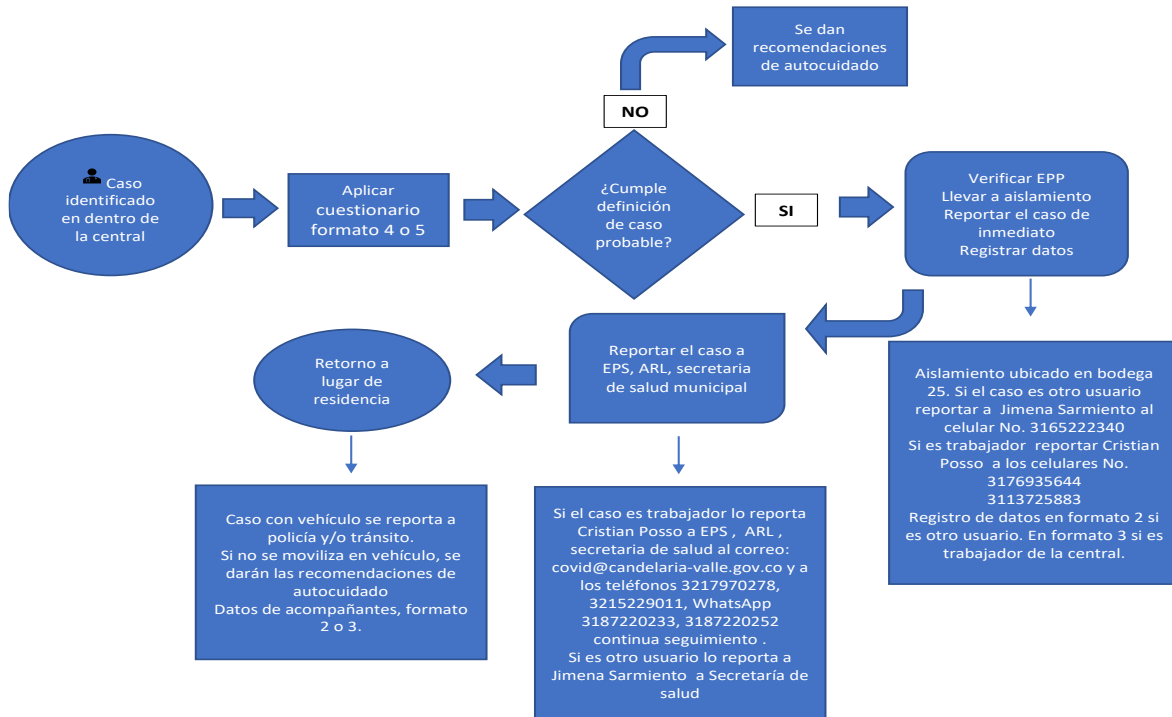 Se dan
recomendaciones
de autocuidado
NO
Caso
identificado
en dentro de
la central
Aplicar
cuestionario
formato 4 o 5
¿Cumple
definición
de caso
probable?
SI
Verificar EPP
Llevar a aislamiento
Reportar el caso de
inmediato
Registrar datos
Retorno a
lugar de
residencia
Reportar el caso a
EPS, ARL, secretaria
de salud municipal
Aislamiento ubicado en bodega
25. Si el caso es otro usuario
reportar a Jimena Sarmiento al
celular No. 3165222340
Si es trabajador reportar Cristian
Posso a los celulares No.
3176935644
3113725883
Registro de datos en formato 2 si
es otro usuario. En formato 3 si es
trabajador de la central.
Caso con vehículo se reporta a
policía y/o tránsito.
Si no se moviliza en vehículo, se
darán las recomendaciones de
autocuidado
Datos de acompañantes, formato
2 o 3.
Si el caso es trabajador lo reporta
Cristian Posso a EPS , ARL ,
secretaria de salud al correo:
covid@candelaria-valle.gov.co y a
los teléfonos 3217970278,
3215229011, WhatsApp
3187220233, 3187220252
continua seguimiento .
Si es otro usuario lo reporta a
Jimena Sarmiento a Secretaría de
salud